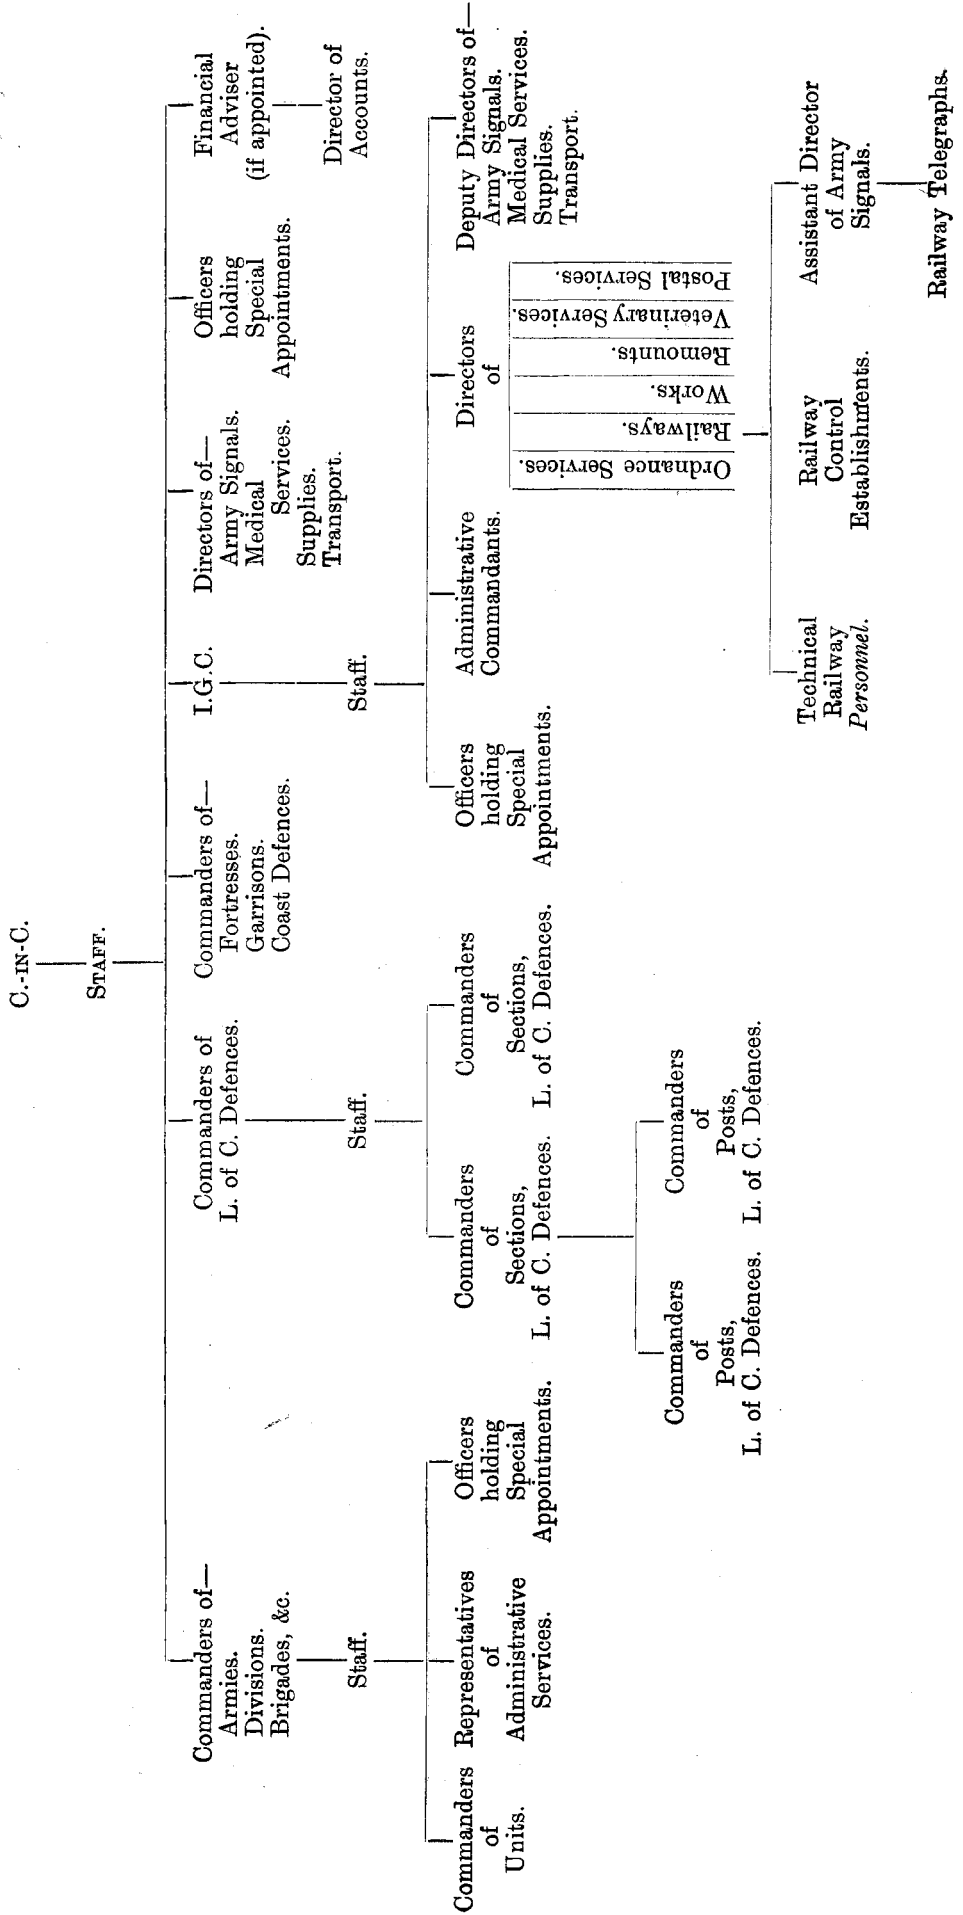 C.-IN-C.
STAFF.
Commanders of—
Armies.
Divisions.
Brigades, &c.
Commanders of
L. of C. Defences.
Commanders of—
Fortresses.
Garrisons.
Coast Defences.
I.G.C.
Directors of—
Army Signals.
Medical
Services.
Supplies.
Transport.
Officers
holding
Special
Appointments.
Financial
Adviser
(if appointed).
Director of
Accounts.
Staff.
Staff.
Staff.
Commanders
of
Units.
Representatives
of
Administrative
Services.
Officers
holding
Special
Appointments.
Commanders
of
Sections,
L. of C. Defences.
Commanders
of
Sections,
L. of C. Defences.
Officers
holding
Special
Appointments.
Administrative
Commandants.
Directors
of
Ordnance Services.
Railways.
Works.
Remounts.
Veterinary Services.
Postal Services.
Deputy Directors of—
Army Signals.
Medical Services.
Supplies.
Transport.
Commanders
of
Posts,
L. of C. Defences.
Commanders
of
Posts,
L. of C. Defences.
Technical
Railway
Personnel.
Railway
Control
Establishments.
Assistant Director
of Army
Signals.
Railway Telegraphs.